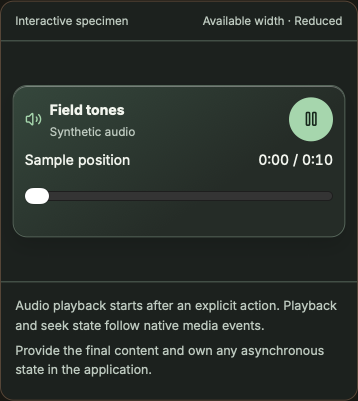 Interactive specimen
Available width · Reduced
Field tones
Synthetic audio
Sample position
0:00 / 0:10
Audio playback starts after an explicit action. Playback
and seek state follow native media events.
Provide the final content and own any asynchronous
state in the application.